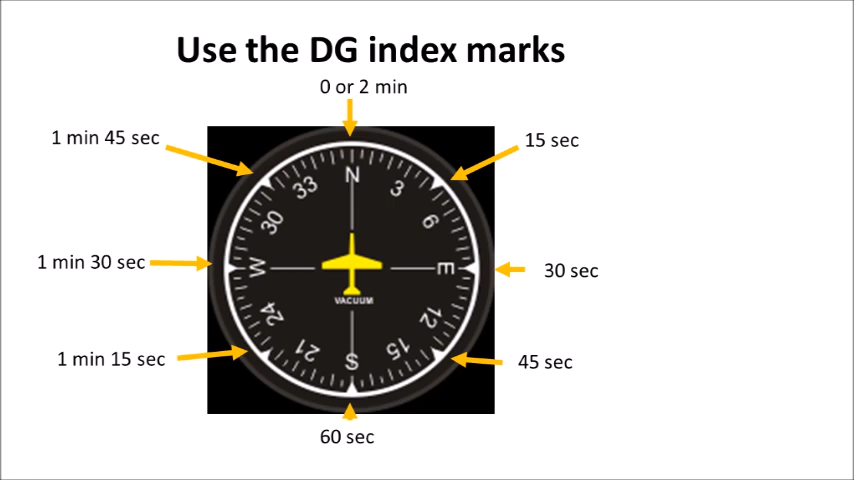 Use the DG index marks
0 or 2 min
1 min 45 sec
15 sec
N
33
3
30
6
1 min 30 sec
W
E
30 sec
VACUUM
24
12
21
15
1 min 15 sec
S
45 sec
60 sec